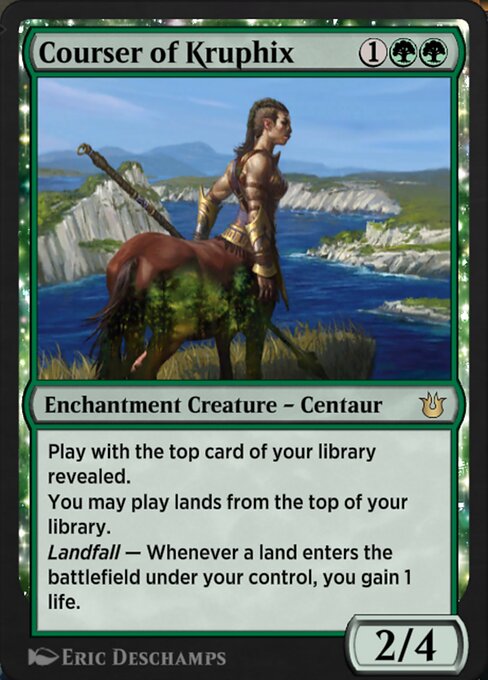 Courser of Kruphix 1
Enchantment Creature – Centaur
Play with the top card of your library
revealed.
You may play lands from the top of your
library.
Landfall — Whenever a land enters the
battlefield under your control, you gain 1
life.
2/4
Eric Deschamps